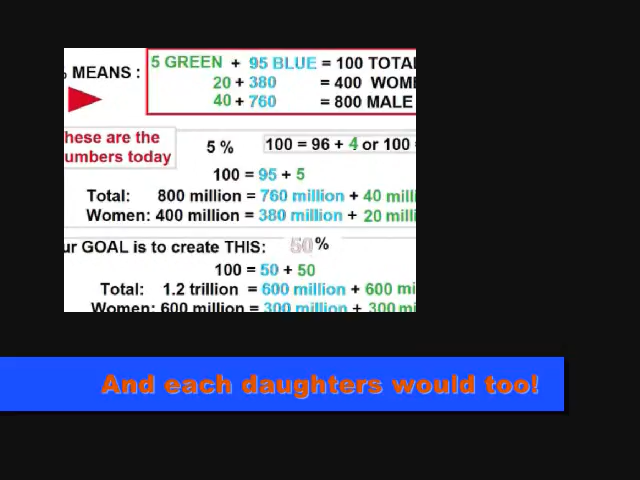 % MEANS :
5 GREEN + 95 BLUE = 100 TOTAL
20 + 380 = 400 WOM
40 + 760 = 800 MALE
hese are the
umbers today
5 %
100 = 96 + 4 or 100 =
100 = 95 + 5
Total: 800 million = 760 million + 40 milli
Women: 400 million = 380 million + 20 milli
ur GOAL is to create THIS: 50%
100 = 50 + 50
Total: 1.2 trillion = 600 million + 600 mi
Women: 600 million = 300 million + 300 mi
And each daughters would too!